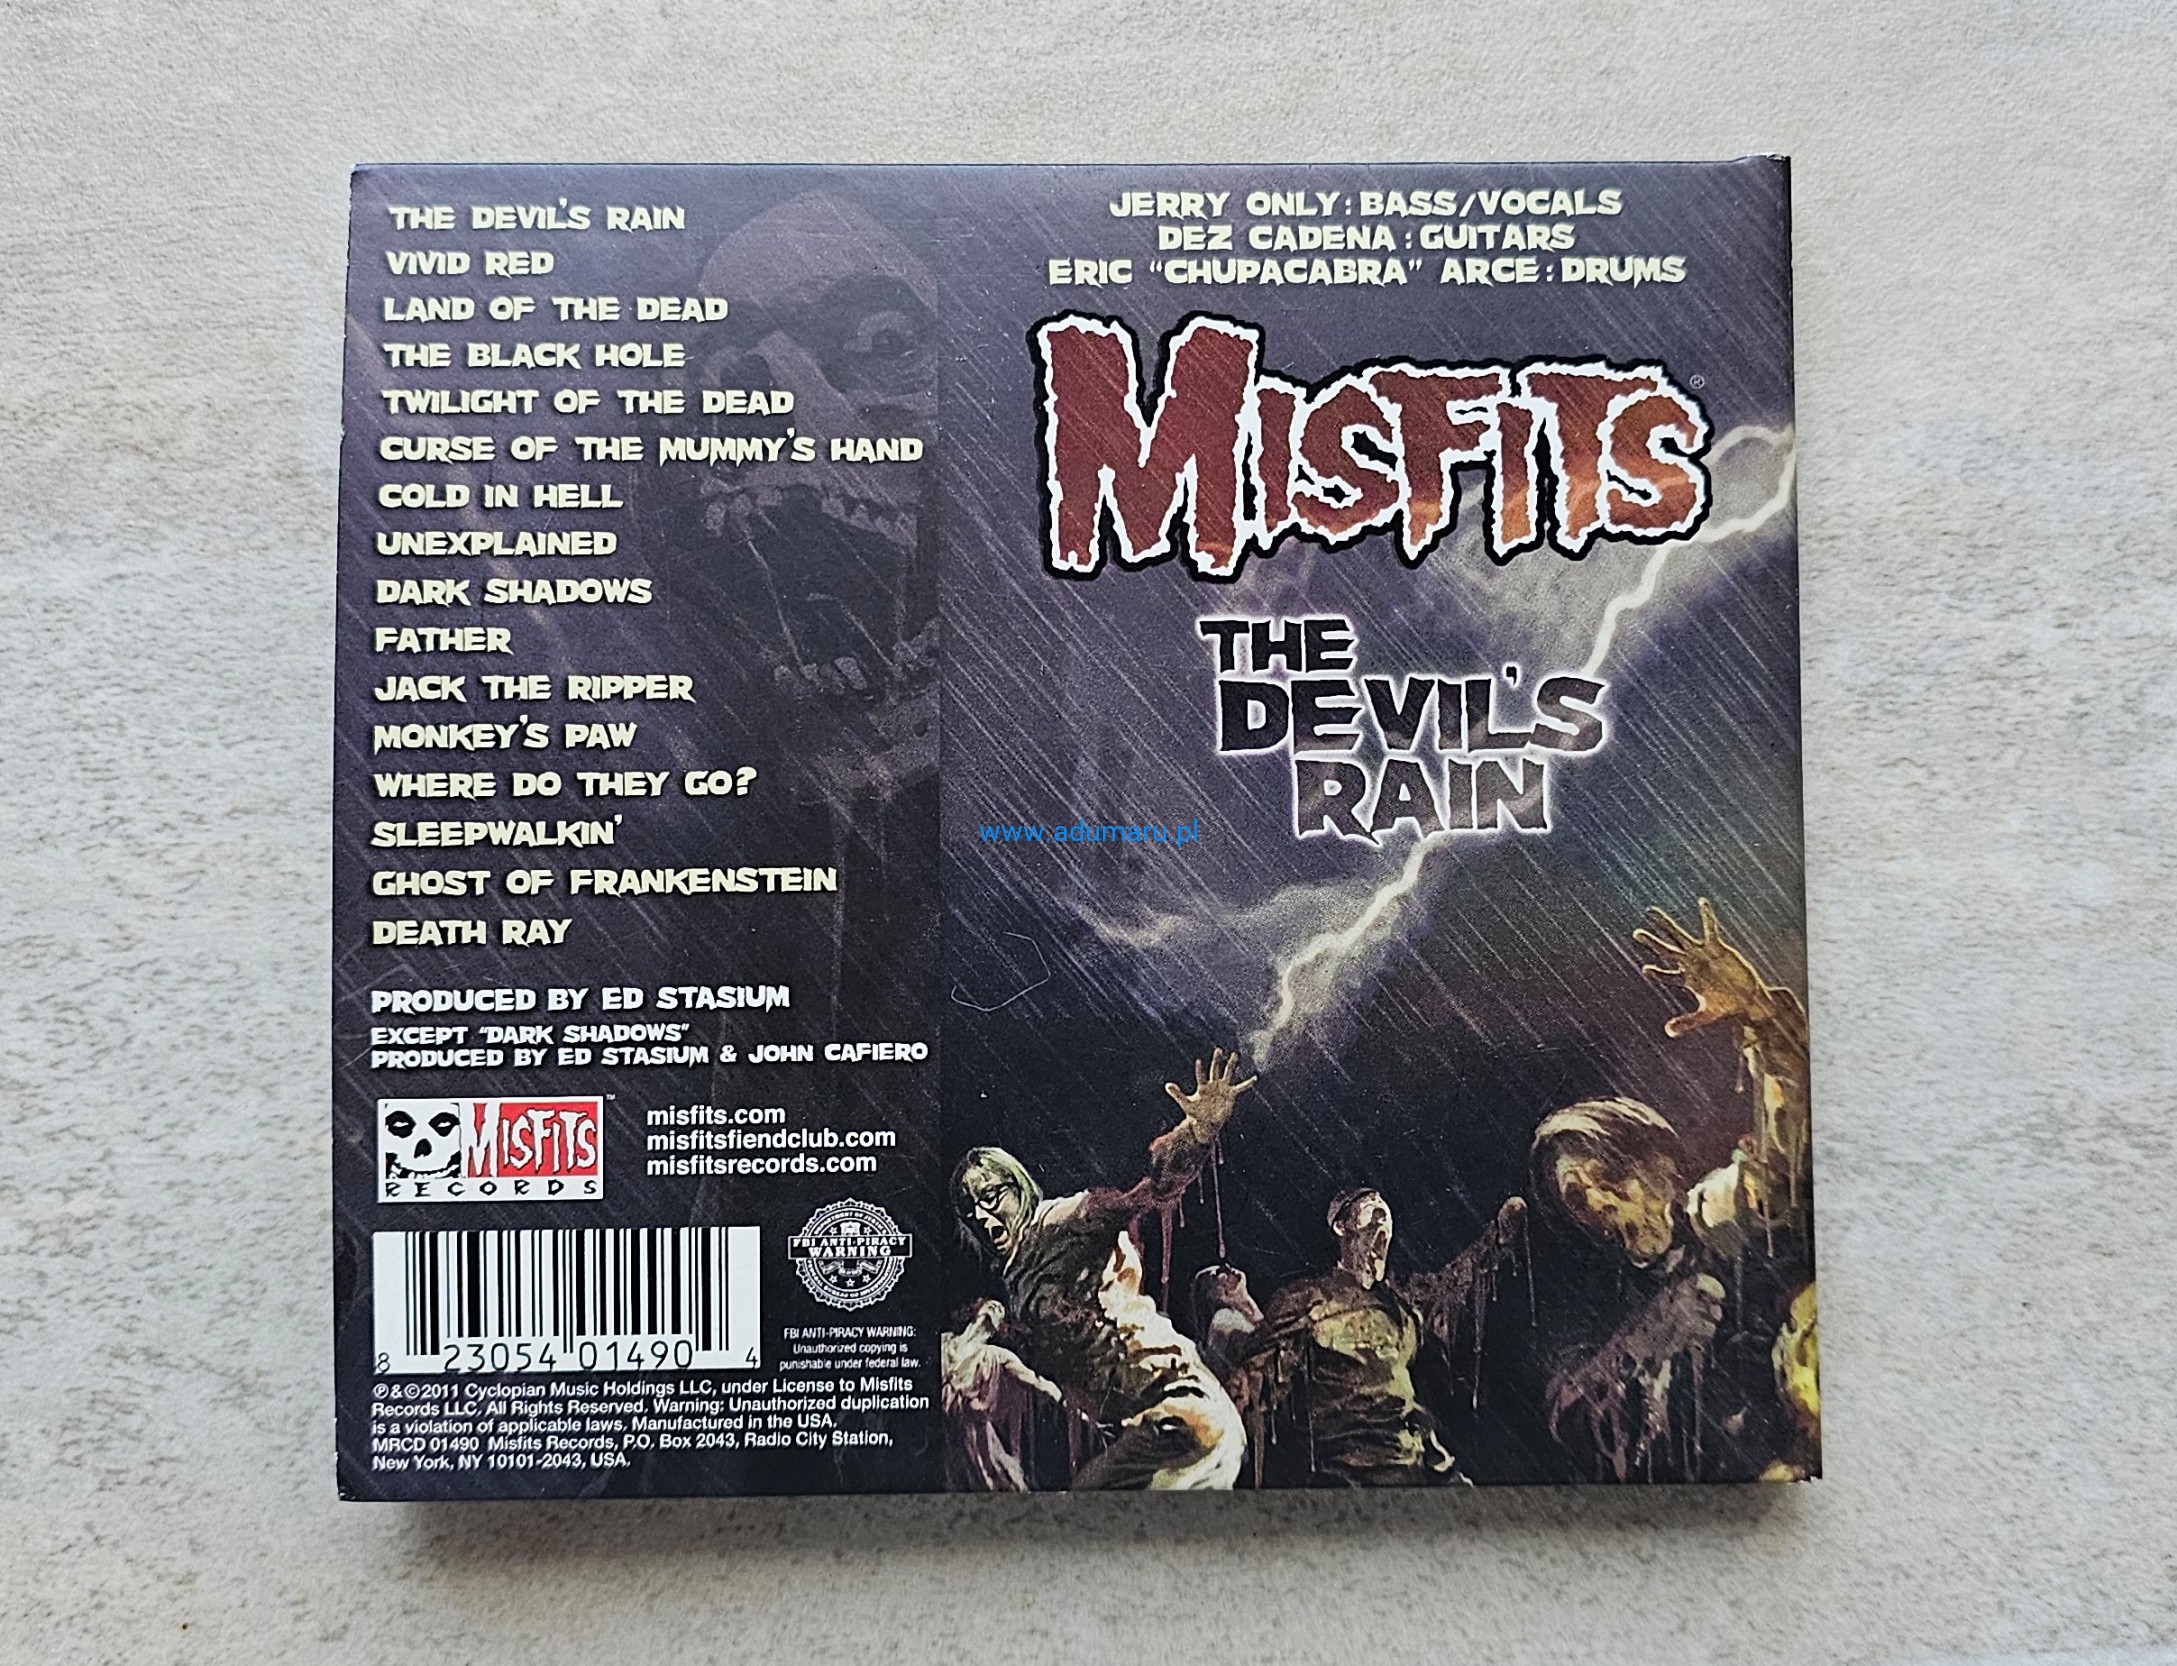 THE DEVIL'S RAIN
VIVID RED
LAND OF THE DEAD
THE BLACK HOLE
TWILIGHT OF THE DEAD
CURSE OF THE MUMMY'S HAND
COLD IN HELL
UNEXPLAINED
DARK SHADOWS
FATHER
JACK THE RIPPER
MONKEY'S PAW
WHERE DO THEY GO?
SLEEPWALKIN'
GHOST OF FRANKENSTEIN
DEATH RAY
PRODUCED BY ED STASIUM
EXCEPT "DARK SHADOWS"
PRODUCED BY ED STASIUM & JOHN CAFIERO
MISFITS ™
RECORDS
misfits.com
misfitsfiendclub.com
misfitsrecords.com
FBI ANTI-PIRACY
WARNING
FBI ANTI-PIRACY WARNING:
Unauthorized copying is
punishable under federal law.
8 23054 01490 4
℗&©2011 Cyclopian Music Holdings LLC, under License to Misfits
Records LLC. All Rights Reserved. Warning: Unauthorized duplication
is a violation of applicable laws. Manufactured in the USA.
MRCD 01490 Misfits Records, P.O. Box 2043, Radio City Station,
New York, NY 10101-2043, USA.
JERRY ONLY: BASS/VOCALS
DEZ CADENA: GUITARS
ERIC "CHUPACABRA" ARCE: DRUMS
MISFITS ®
THE
DEVIL'S
RAIN
www.adumaru.pl